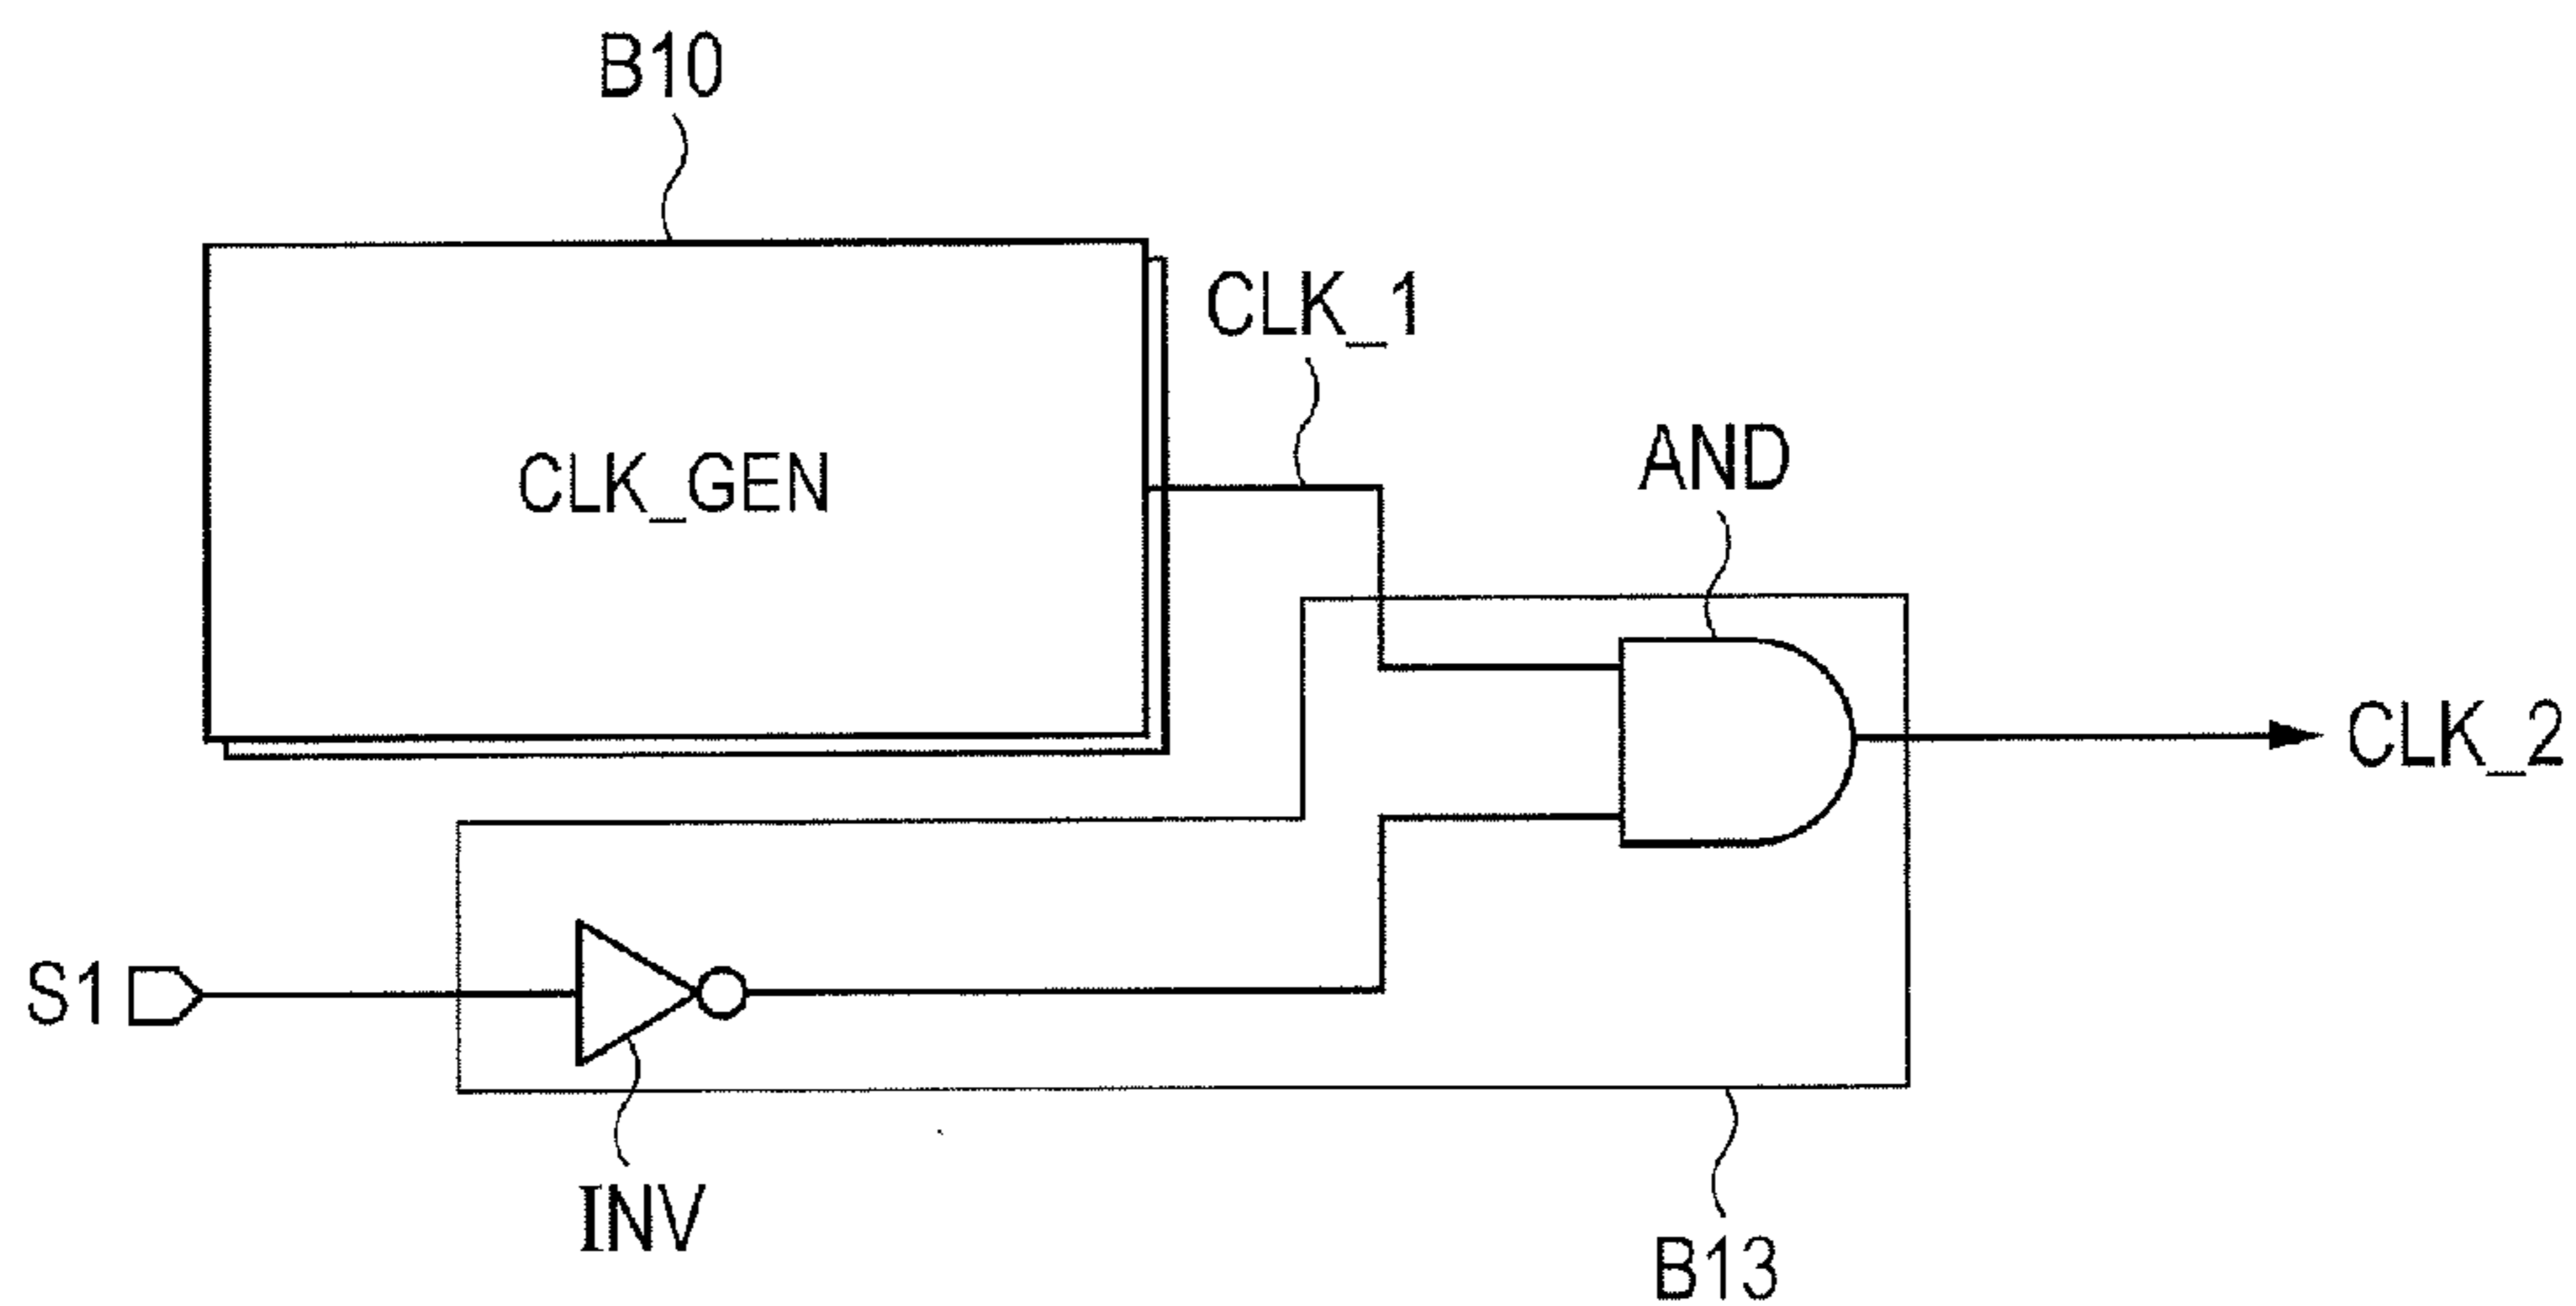 B10
CLK_1
CLK_GEN
AND
CLK_2
S1
INV
B13